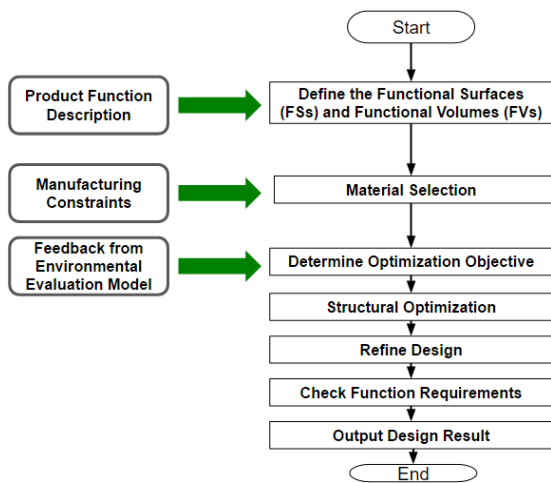 Start
Product Function
Description
Define the Functional Surfaces
(FSs) and Functional Volumes (FVs)
Manufacturing
Constraints
Material Selection
Feedback from
Environmental
Evaluation Model
Determine Optimization Objective
Structural Optimization
Refine Design
Check Function Requirements
Output Design Result
End